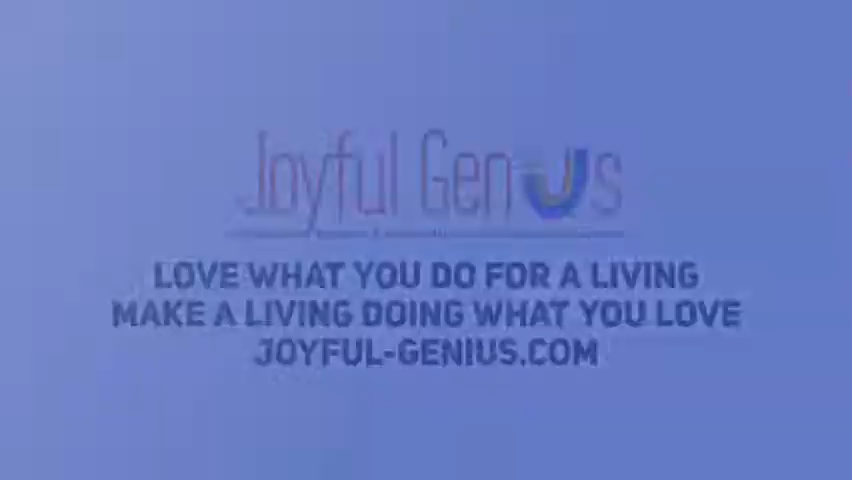 Joyful Genius
LOVE WHAT YOU DO FOR A LIVING
MAKE A LIVING DOING WHAT YOU LOVE
JOYFUL-GENIUS.COM